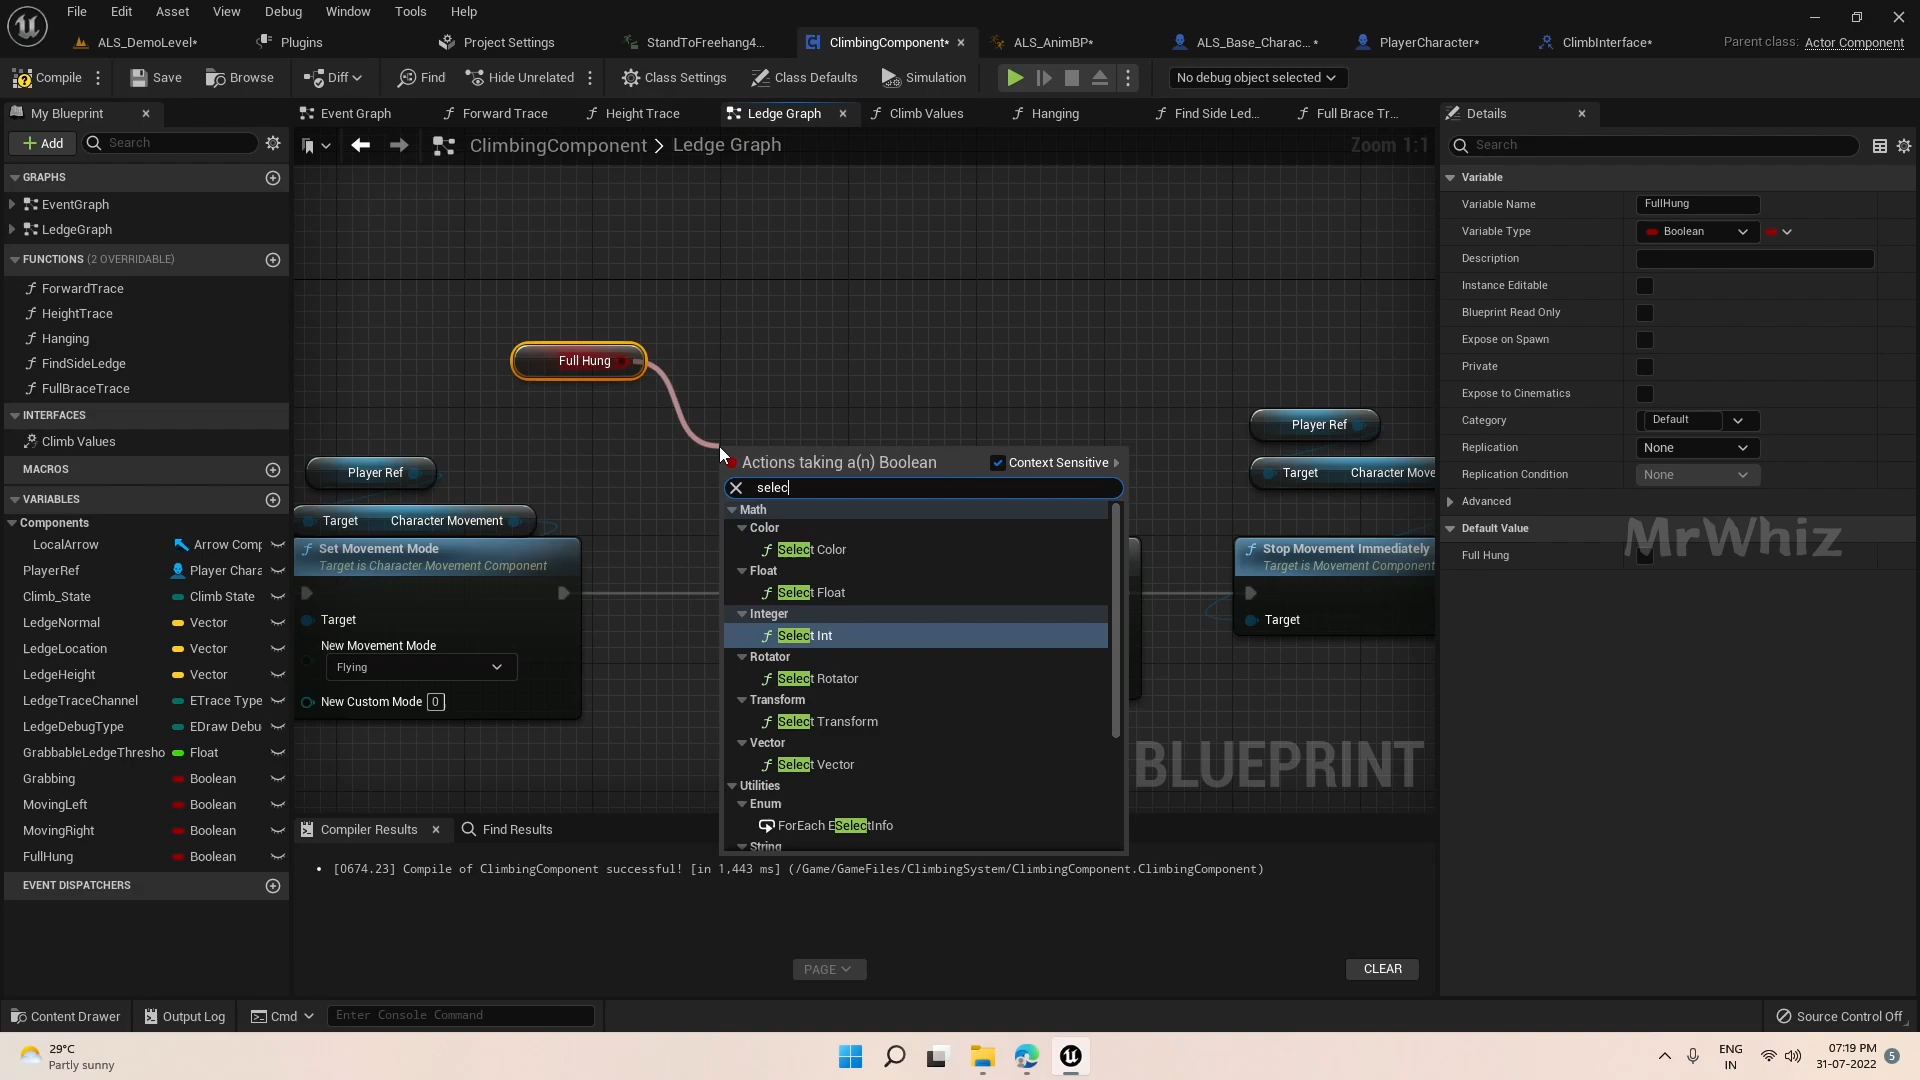 File Edit Asset View Debug Window Tools Help
ALS_DemoLevel* Plugins Project Settings StandToFreehang4... ClimbingComponent* ALS_AnimBP* ALS_Base_Charac...* PlayerCharacter* ClimbInterface* Parent class: Actor Component
Compile Save Browse Diff Find Hide Unrelated Class Settings Class Defaults Simulation No debug object selected
My Blueprint Event Graph Forward Trace Height Trace Ledge Graph Climb Values Hanging Find Side Led... Full Brace Tr... Details
Add Search ClimbingComponent > Ledge Graph Zoom 1:1 Search
GRAPHS
EventGraph
LedgeGraph
FUNCTIONS (2 OVERRIDABLE)
ForwardTrace
HeightTrace
Hanging
FindSideLedge
FullBraceTrace
INTERFACES
Climb Values
MACROS
VARIABLES
Components
LocalArrow Arrow Comp
PlayerRef Player Chara
Climb_State Climb State
LedgeNormal Vector
LedgeLocation Vector
LedgeHeight Vector
LedgeTraceChannel ETrace Type
LedgeDebugType EDraw Debu
GrabbableLedgeThresho Float
Grabbing Boolean
MovingLeft Boolean
MovingRight Boolean
FullHung Boolean
EVENT DISPATCHERS
Full Hung
Player Ref
Target Character Movement
Set Movement Mode
Target is Character Movement Component
Target
New Movement Mode
Flying
New Custom Mode 0
Actions taking a(n) Boolean Context Sensitive
selec
Math
Color
Select Color
Float
Select Float
Integer
Select Int
Rotator
Select Rotator
Transform
Select Transform
Vector
Select Vector
Utilities
Enum
ForEach ESelectInfo
String
Player Ref
Target Character Move
Stop Movement Immediately
Target is Movement Component
Target
BLUEPRINT
Variable
Variable Name FullHung
Variable Type Boolean
Description
Instance Editable
Blueprint Read Only
Expose on Spawn
Private
Expose to Cinematics
Category Default
Replication None
Replication Condition None
Advanced
Default Value
Full Hung
MrWhiz
Compiler Results Find Results
[0674.23] Compile of ClimbingComponent successful! [in 1,443 ms] (/Game/GameFiles/ClimbingSystem/ClimbingComponent.ClimbingComponent)
PAGE CLEAR
Content Drawer Output Log Cmd Enter Console Command Source Control Off
29°C
Partly sunny
ENG
IN
07:19 PM
31-07-2022
5